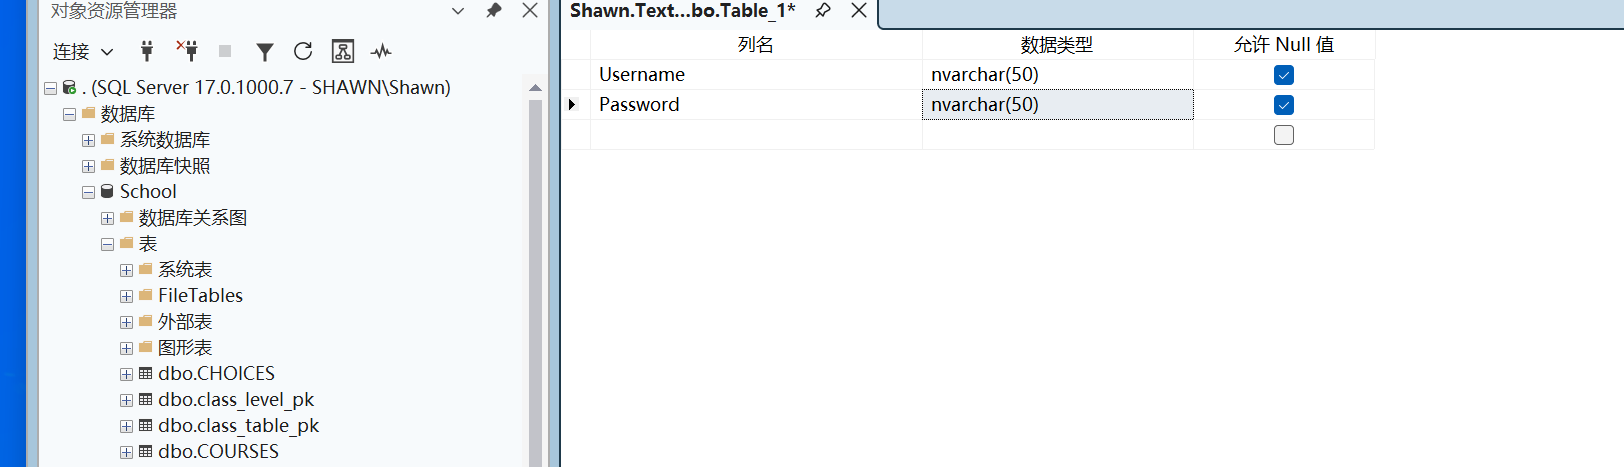 对象资源管理器
连接
. (SQL Server 17.0.1000.7 - SHAWN\Shawn)
数据库
系统数据库
数据库快照
School
数据库关系图
表
系统表
FileTables
外部表
图形表
dbo.CHOICES
dbo.class_level_pk
dbo.class_table_pk
dbo.COURSES
Shawn.Text...bo.Table_1*
列名 数据类型 允许 Null 值
Username nvarchar(50)
Password nvarchar(50)